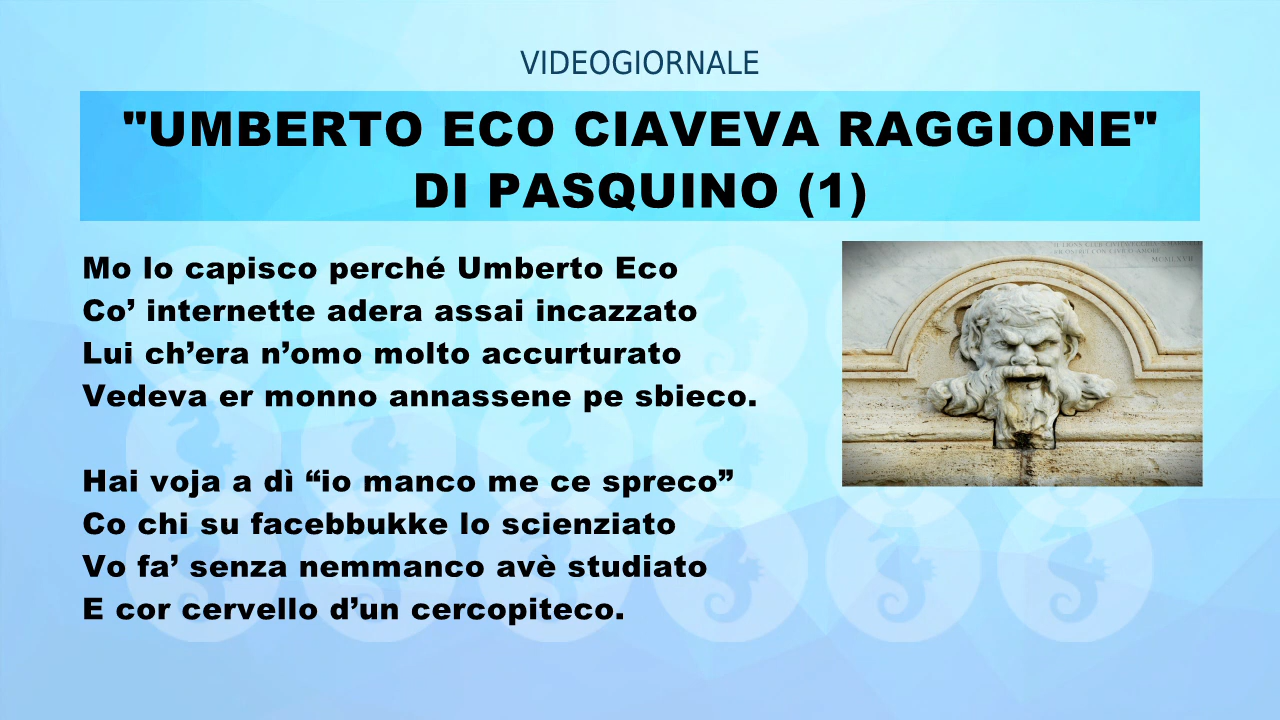 VIDEOGIORNALE
"UMBERTO ECO CIAVEVA RAGGIONE"
DI PASQUINO (1)
Mo lo capisco perché Umberto Eco
Co’ internette adera assai incazzato
Lui ch’era n’omo molto accurturato
Vedeva er monno annassene pe sbieco.
Hai voja a dì “io manco me ce spreco”
Co chi su facebbukke lo scienziato
Vo fa’ senza nemmanco avè studiato
E cor cervello d’un cercopiteco.